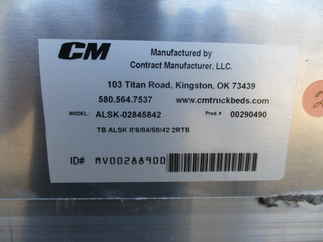 CM
Manufactured by
Contract Manufacturer, LLC.
103 Titan Road, Kingston, OK 73439
580.564.7537 www.cmtruckbeds.com
MODEL: ALSK-02845842 Prod.# 00290490
TB ALSK 8'6/84/58/42 2RTB
ID# MV00288900